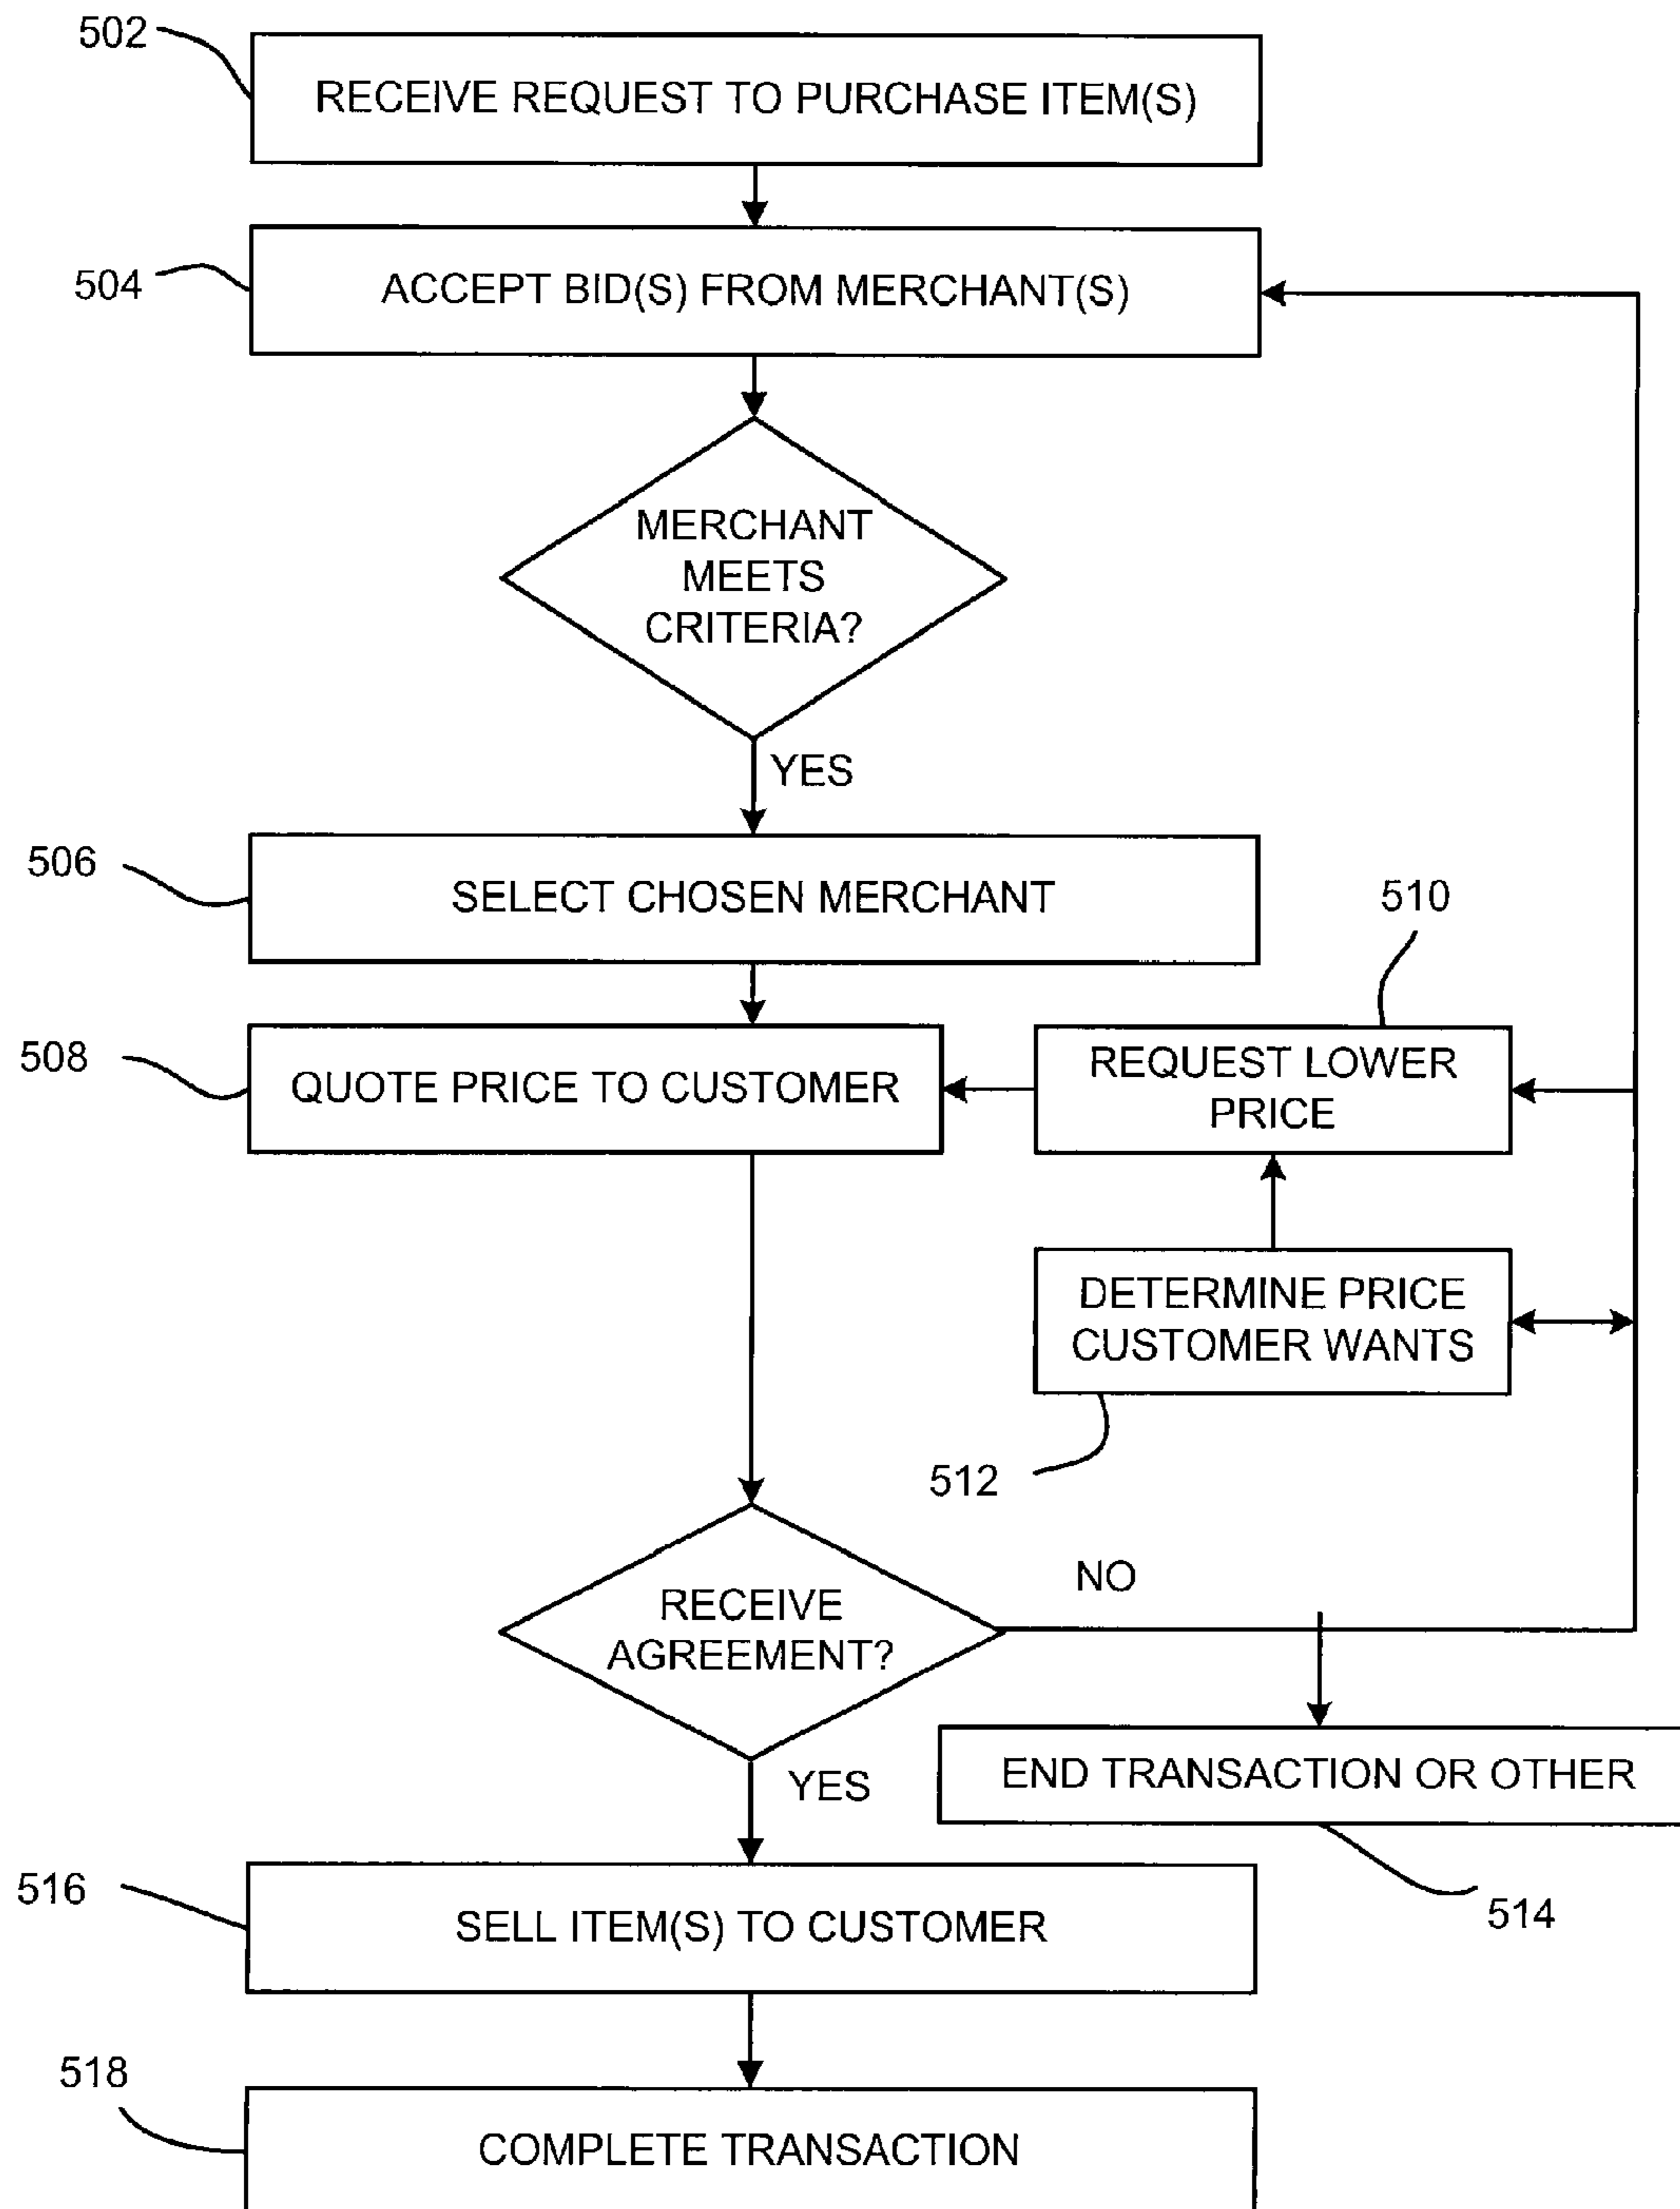 502
RECEIVE REQUEST TO PURCHASE ITEM(S)
504
ACCEPT BID(S) FROM MERCHANT(S)
MERCHANT
MEETS
CRITERIA?
YES
506
SELECT CHOSEN MERCHANT
510
508
QUOTE PRICE TO CUSTOMER
REQUEST LOWER
PRICE
DETERMINE PRICE
CUSTOMER WANTS
512
NO
RECEIVE
AGREEMENT?
YES
END TRANSACTION OR OTHER
514
516
SELL ITEM(S) TO CUSTOMER
518
COMPLETE TRANSACTION